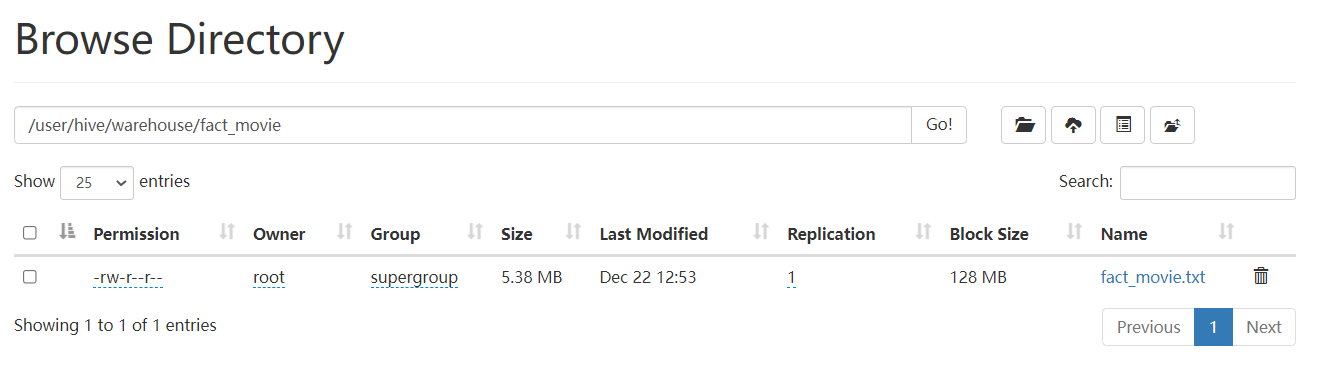 Browse Directory
/user/hive/warehouse/fact_movie Go!
Show 25 entries Search:
Permission Owner Group Size Last Modified Replication Block Size Name
-rw-r--r-- root supergroup 5.38 MB Dec 22 12:53 1 128 MB fact_movie.txt
Showing 1 to 1 of 1 entries Previous 1 Next